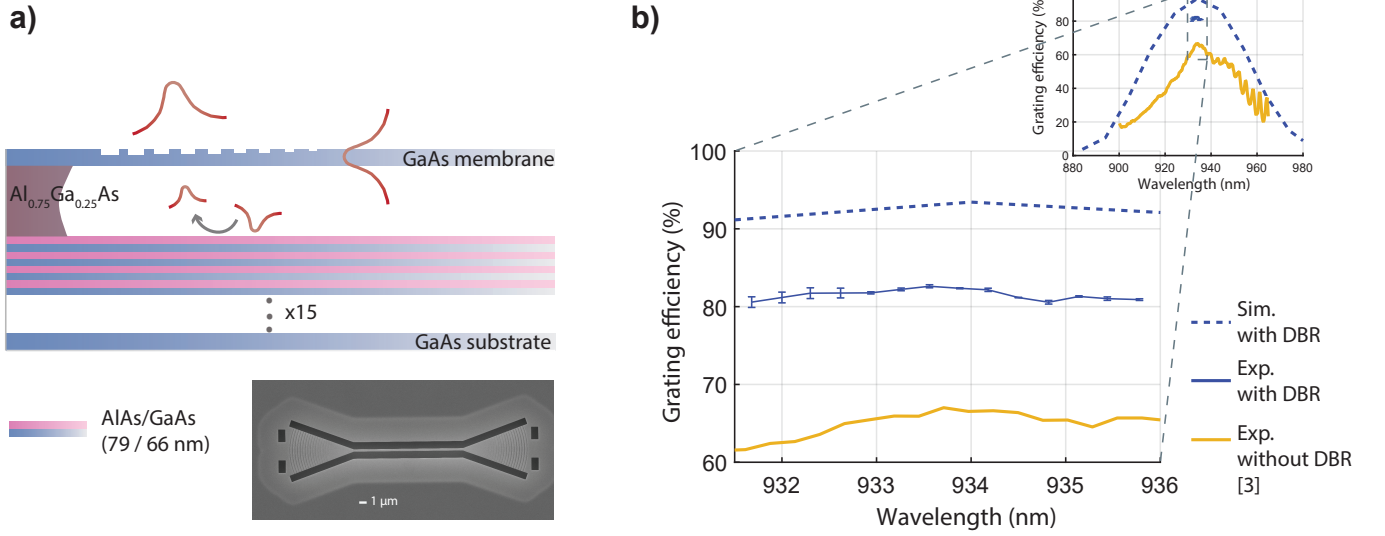 a)
GaAs membrane
Al0.75Ga0.25As
x15
GaAs substrate
AlAs/GaAs
(79 / 66 nm)
1 μm
b)
Grating efficiency (%)
80
60
40
20
0
880 900 920 940 960 980
Wavelength (nm)
100
90
80
70
60
Grating efficiency (%)
932 933 934 935 936
Wavelength (nm)
Sim.
with DBR
Exp.
with DBR
Exp.
without DBR
[3]